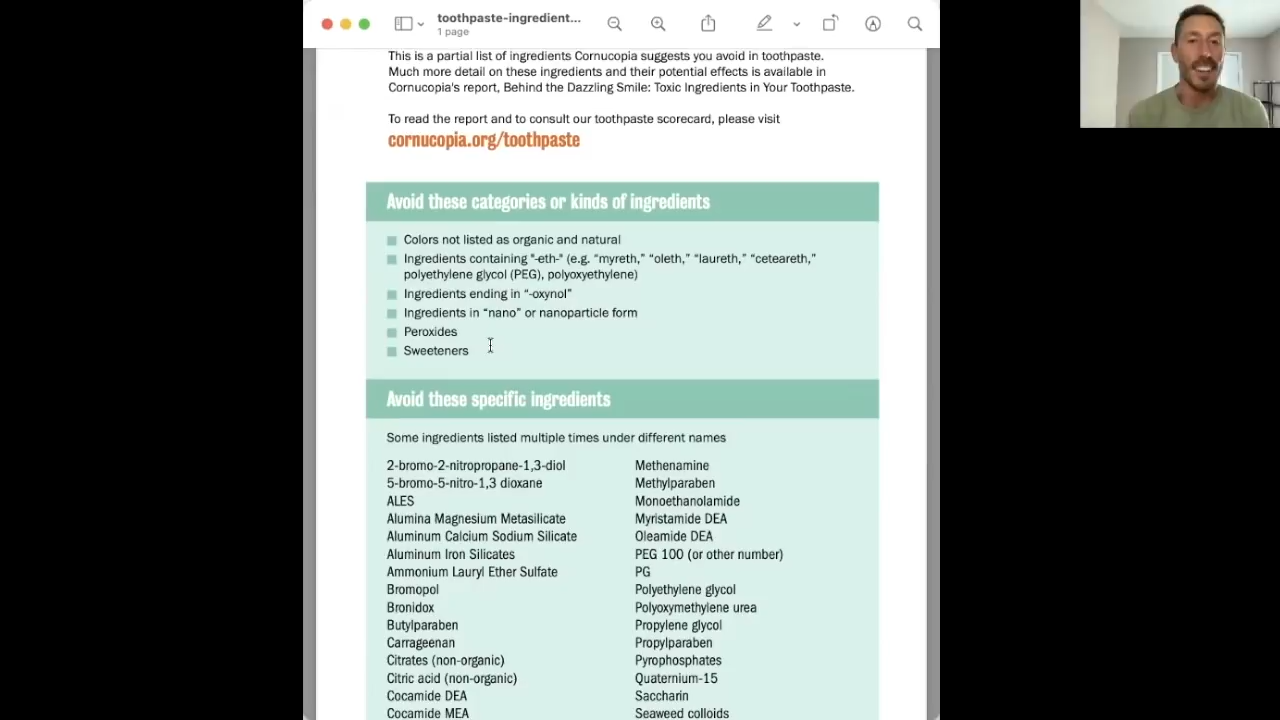 toothpaste-ingredient...
1 page
This is a partial list of ingredients Cornucopia suggests you avoid in toothpaste.
Much more detail on these ingredients and their potential effects is available in
Cornucopia's report, Behind the Dazzling Smile: Toxic Ingredients in Your Toothpaste.
To read the report and to consult our toothpaste scorecard, please visit
cornucopia.org/toothpaste
Avoid these categories or kinds of ingredients
Colors not listed as organic and natural
Ingredients containing "-eth-" (e.g. “myreth,” “oleth,” “laureth,” “ceteareth,”
polyethylene glycol (PEG), polyoxyethylene)
Ingredients ending in “-oxynol”
Ingredients in “nano” or nanoparticle form
Peroxides
Sweeteners
Avoid these specific ingredients
Some ingredients listed multiple times under different names
2-bromo-2-nitropropane-1,3-diol
5-bromo-5-nitro-1,3 dioxane
ALES
Alumina Magnesium Metasilicate
Aluminum Calcium Sodium Silicate
Aluminum Iron Silicates
Ammonium Lauryl Ether Sulfate
Bromopol
Bronidox
Butylparaben
Carrageenan
Citrates (non-organic)
Citric acid (non-organic)
Cocamide DEA
Cocamide MEA
Methenamine
Methylparaben
Monoethanolamide
Myristamide DEA
Oleamide DEA
PEG 100 (or other number)
PG
Polyethylene glycol
Polyoxymethylene urea
Propylene glycol
Propylparaben
Pyrophosphates
Quaternium-15
Saccharin
Seaweed colloids